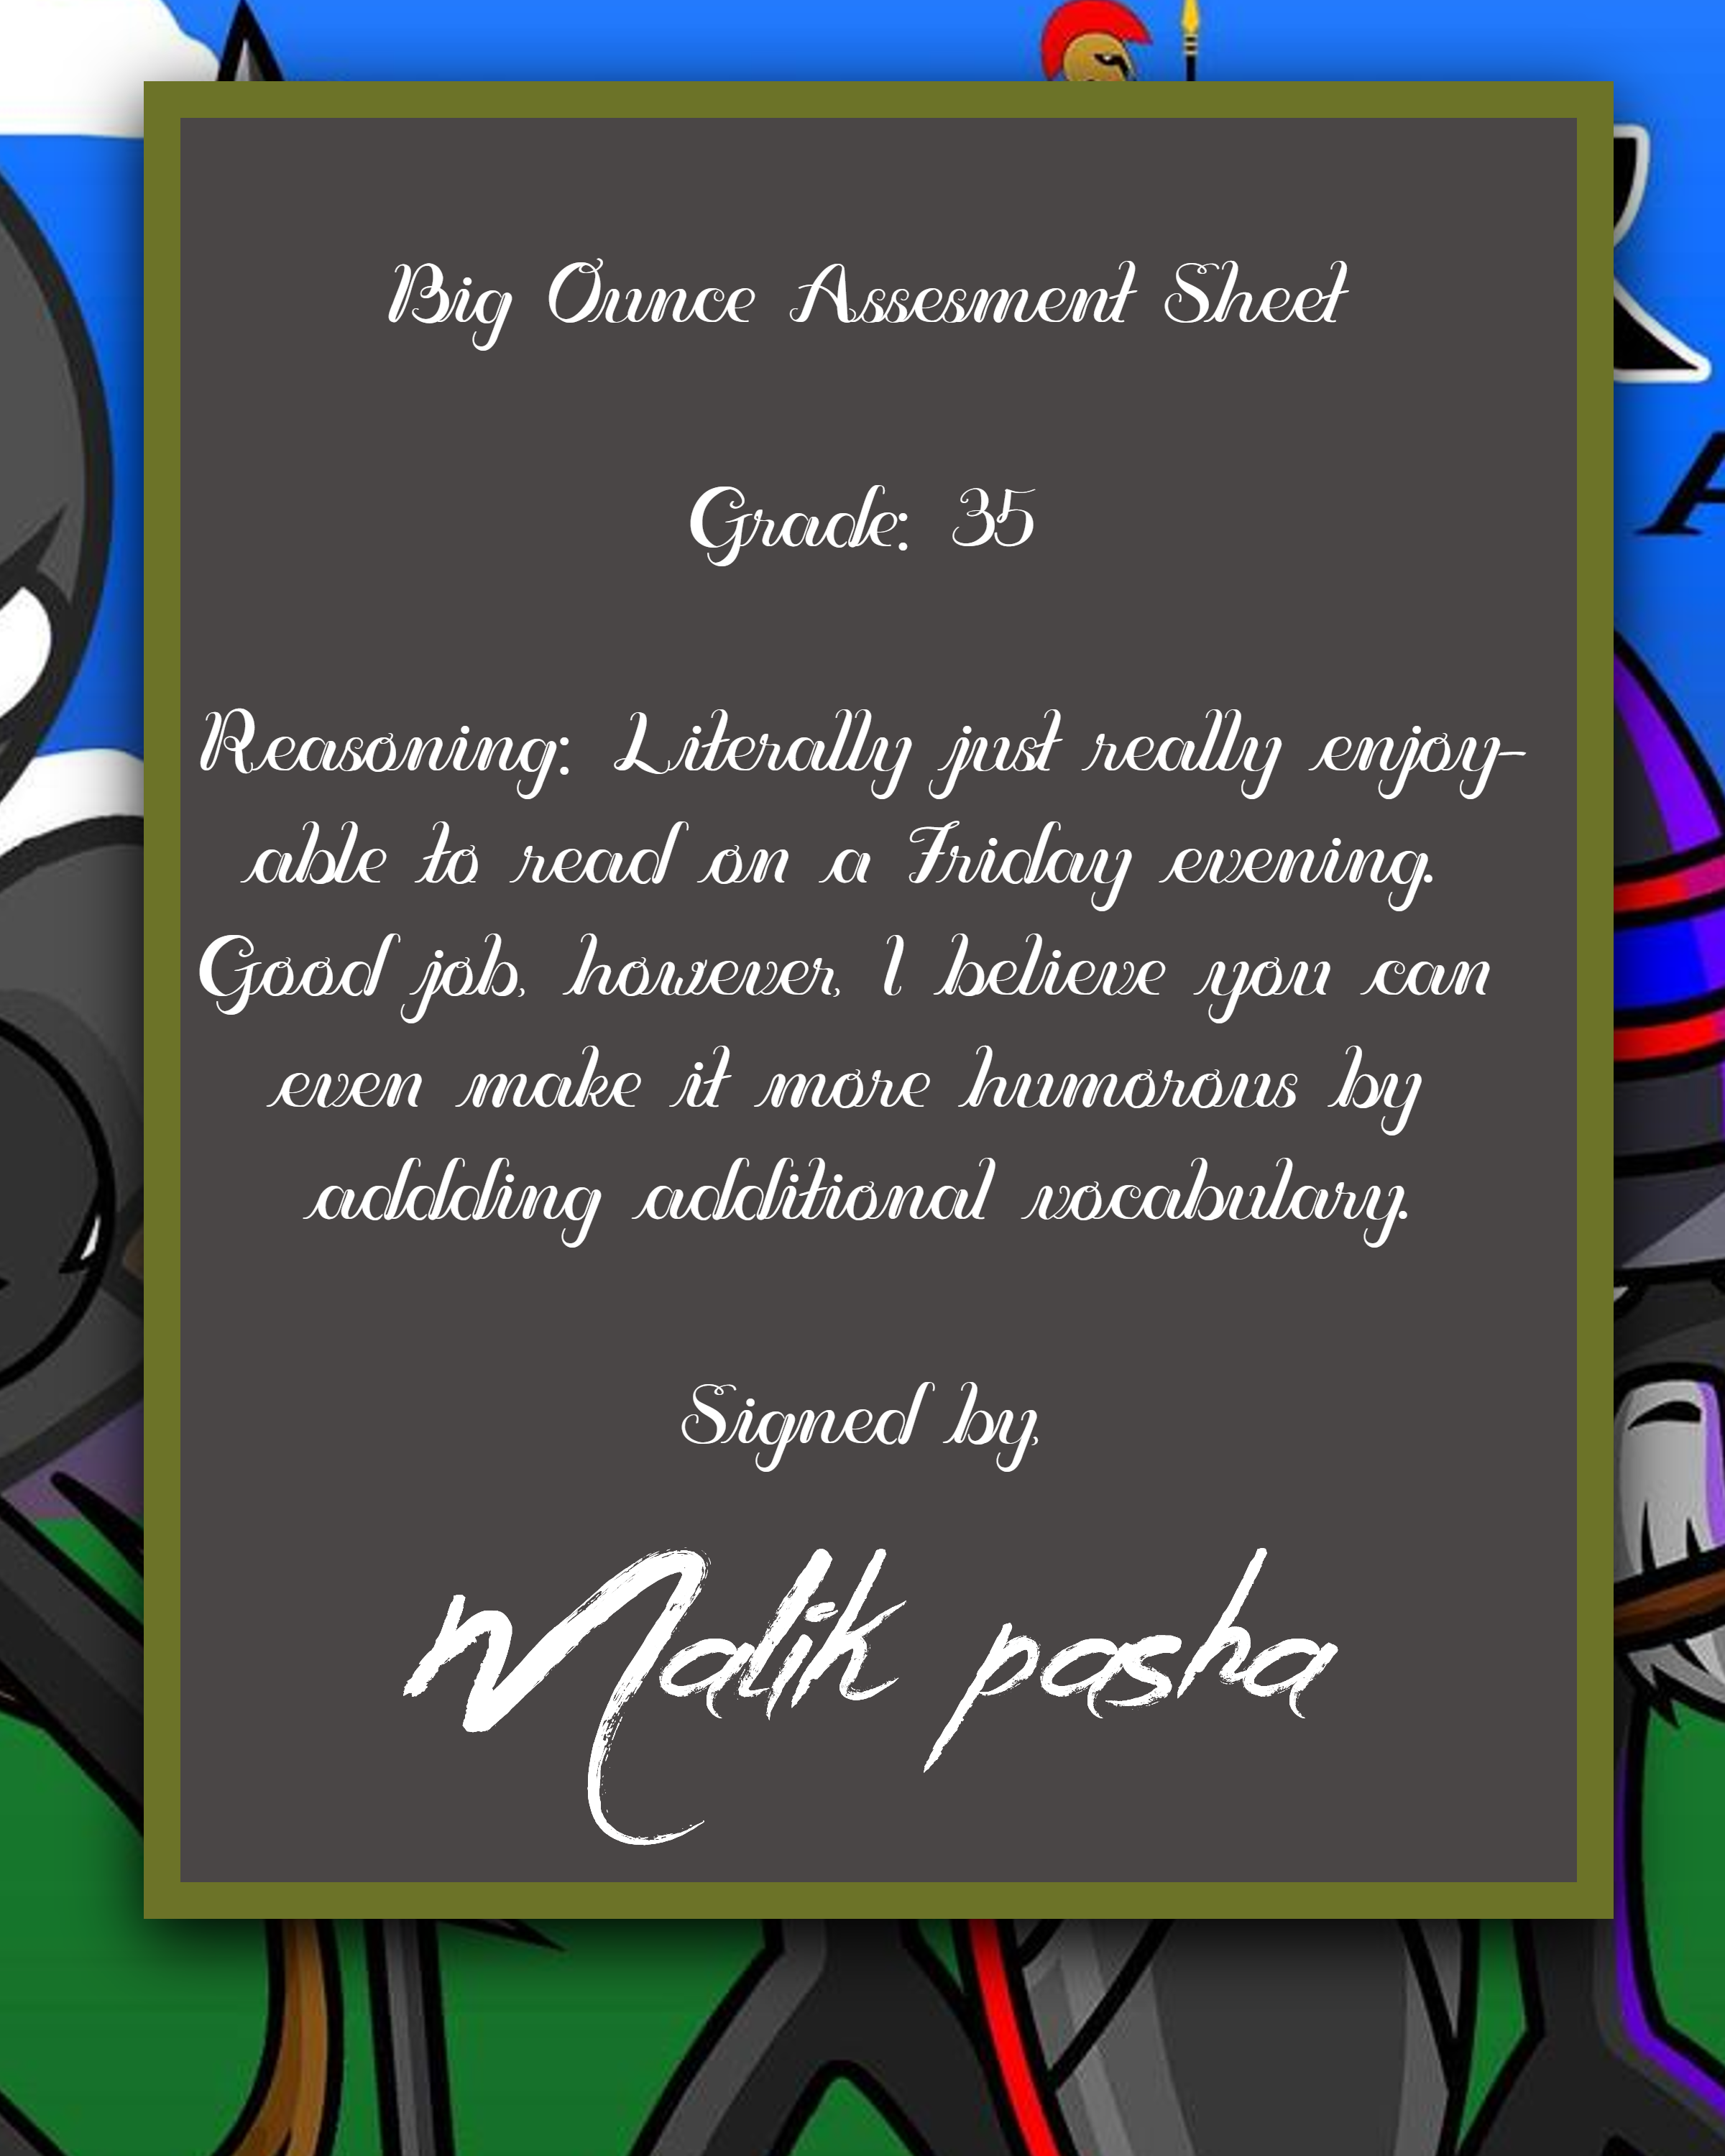 Big Ounce Assesment Sheet
Grade: 35
Reasoning: Literally just really enjoy-
able to read on a Friday evening.
Good job, however, I believe you can
even make it more humorous by
addding additional vocabulary.
Signed by,
Malik pasha
A